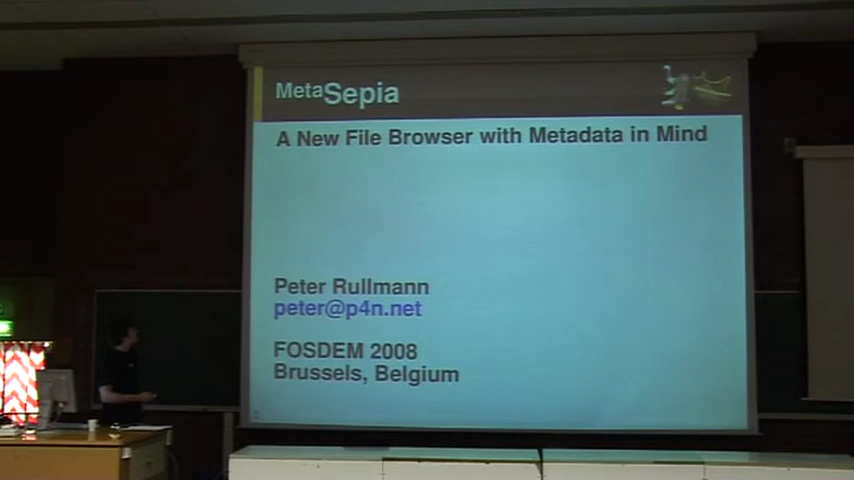 MetaSepia
A New File Browser with Metadata in Mind
Peter Rullmann
peter@p4n.net
FOSDEM 2008
Brussels, Belgium